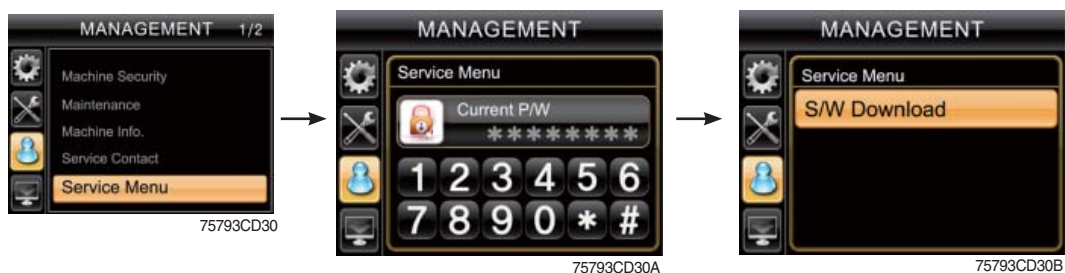 MANAGEMENT 1/2
Machine Security
Maintenance
Machine Info.
Service Contact
Service Menu
75793CD30
MANAGEMENT
Service Menu
Current P/W
********
1 2 3 4 5 6
7 8 9 0 * #
75793CD30A
MANAGEMENT
Service Menu
S/W Download
75793CD30B